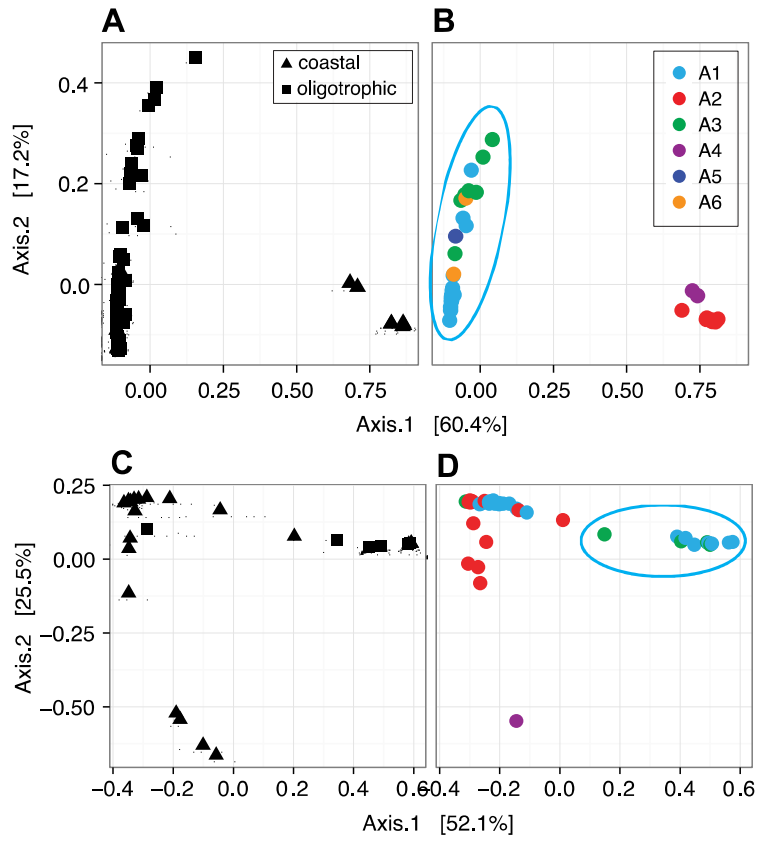 A
B
coastal
oligotrophic
A1
A2
A3
A4
A5
A6
0.4
0.2
0.0
Axis.2 [17.2%]
0.00 0.25 0.50 0.75 0.00 0.25 0.50 0.75
Axis.1 [60.4%]
C
D
0.25
0.00
−0.25
−0.50
Axis.2 [25.5%]
−0.4 −0.2 0.0 0.2 0.4 0.6 −0.4 −0.2 0.0 0.2 0.4 0.6
Axis.1 [52.1%]